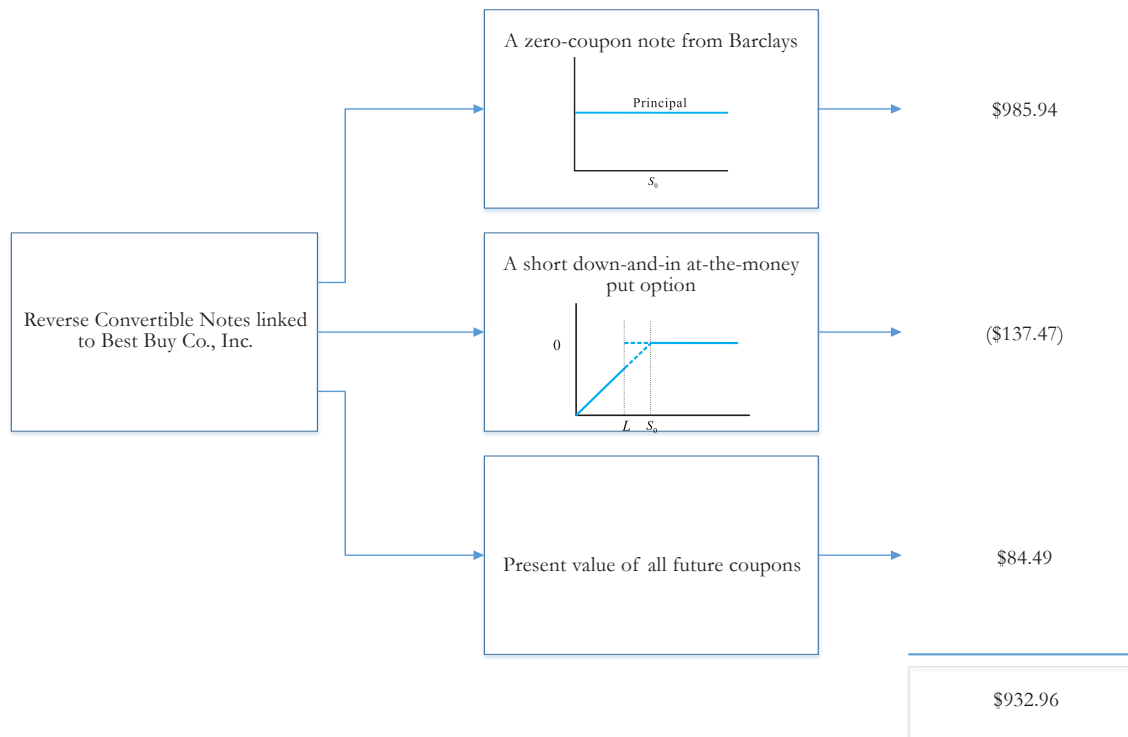 A zero-coupon note from Barclays
Principal
S₀
$985.94
Reverse Convertible Notes linked
to Best Buy Co., Inc.
A short down-and-in at-the-money
put option
0
L S₀
($137.47)
Present value of all future coupons
$84.49
$932.96